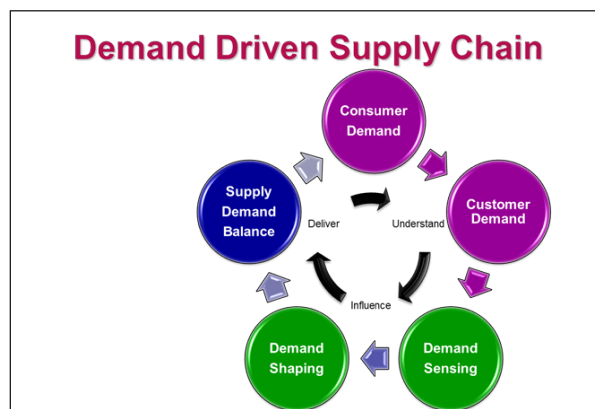 Demand Driven Supply Chain
Consumer
Demand
Customer
Demand
Demand
Sensing
Demand
Shaping
Supply
Demand
Balance
Deliver
Understand
Influence